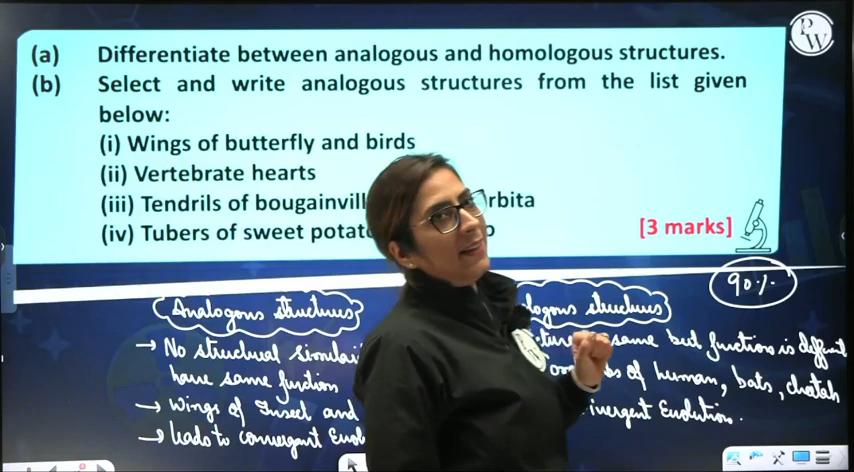 PW
(a) Differentiate between analogous and homologous structures.
(b) Select and write analogous structures from the list given
below:
(i) Wings of butterfly and birds
(ii) Vertebrate hearts
(iii) Tendrils of bougainvill rbita
(iv) Tubers of sweet potat o
[3 marks]
90%
Analogous structures
→ No structural similari
have same function
→ Wings of Insect and
→ leads to convergent Evol
logous structures
cture same but function is different
of human, bats, cheetah
ivergent Evolution.